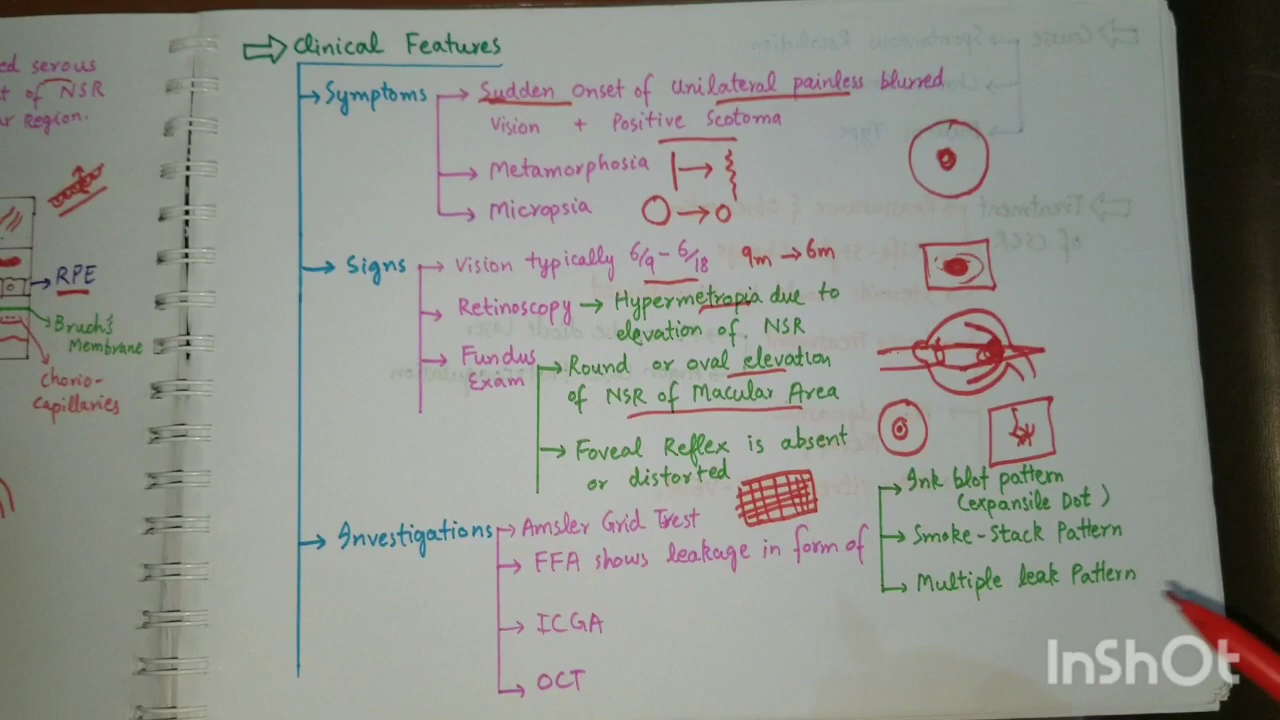 ed serous
t of NSR
r Region.
RPE
Bruch's
Membrane
Chorio-
Capillaries
Clinical Features
Symptoms
Sudden onset of unilateral painless blurred
Vision + Positive Scotoma
Metamorphosia
Micropsia
Signs
Vision typically 6/9 - 6/18 9m → 6m
Retinoscopy → Hypermetropia due to
elevation of NSR
Fundus
Exam
Round or oval elevation
of NSR of Macular Area
Foveal Reflex is absent
or distorted
Investigations
Amsler Grid Trest
FFA shows leakage in form of
Ink blot pattern
(expansile Dot)
Smoke-Stack Pattern
Multiple leak Pattern
ICGA
OCT
InShOt